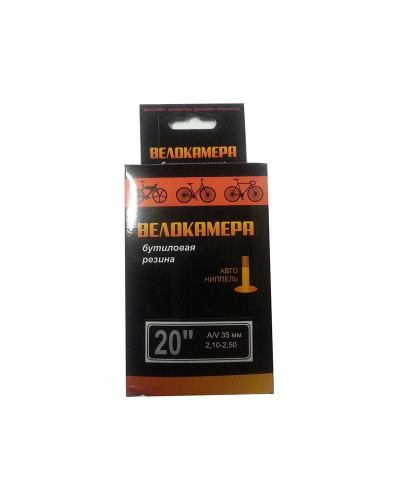 ВЕЛОКАМЕРА
ВЕЛОКАМЕРА
бутиловая
резина
АВТО
НИППЕЛЬ
20"
A/V 35 мм
2,10-2,50